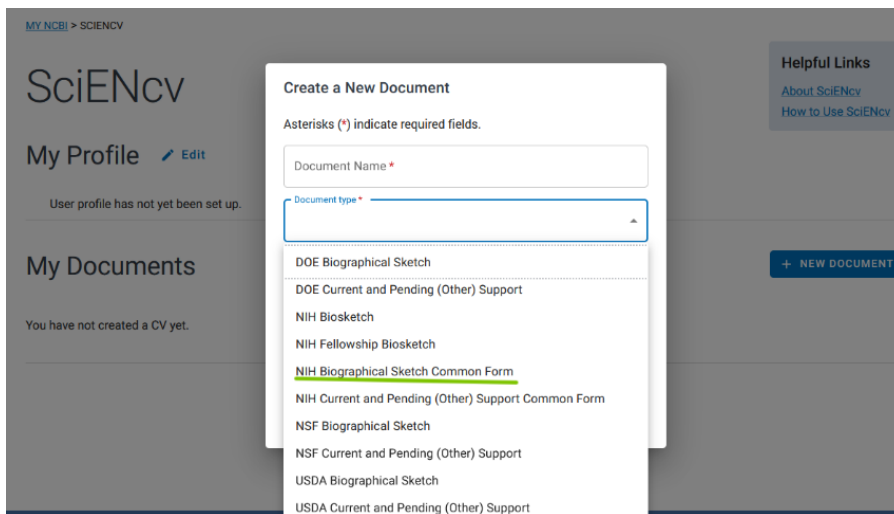 MY NCBI > SCIENCV
SciENcv
My Profile Edit
User profile has not yet been set up.
My Documents
You have not created a CV yet.
Create a New Document
Asterisks (*) indicate required fields.
Document Name *
Document type *
DOE Biographical Sketch
DOE Current and Pending (Other) Support
NIH Biosketch
NIH Fellowship Biosketch
NIH Biographical Sketch Common Form
NIH Current and Pending (Other) Support Common Form
NSF Biographical Sketch
NSF Current and Pending (Other) Support
USDA Biographical Sketch
USDA Current and Pending (Other) Support
Helpful Links
About SciENcv
How to Use SciENcv
+ NEW DOCUMENT